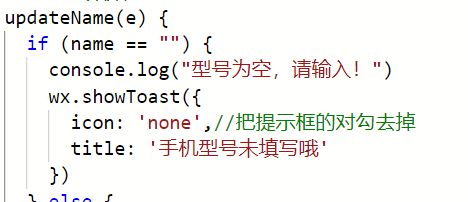 updateName(e) {
if (name == "") {
console.log("型号为空，请输入！")
wx.showToast({
icon: 'none',//把提示框的对勾去掉
title: '手机型号未填写哦'
})
} else {